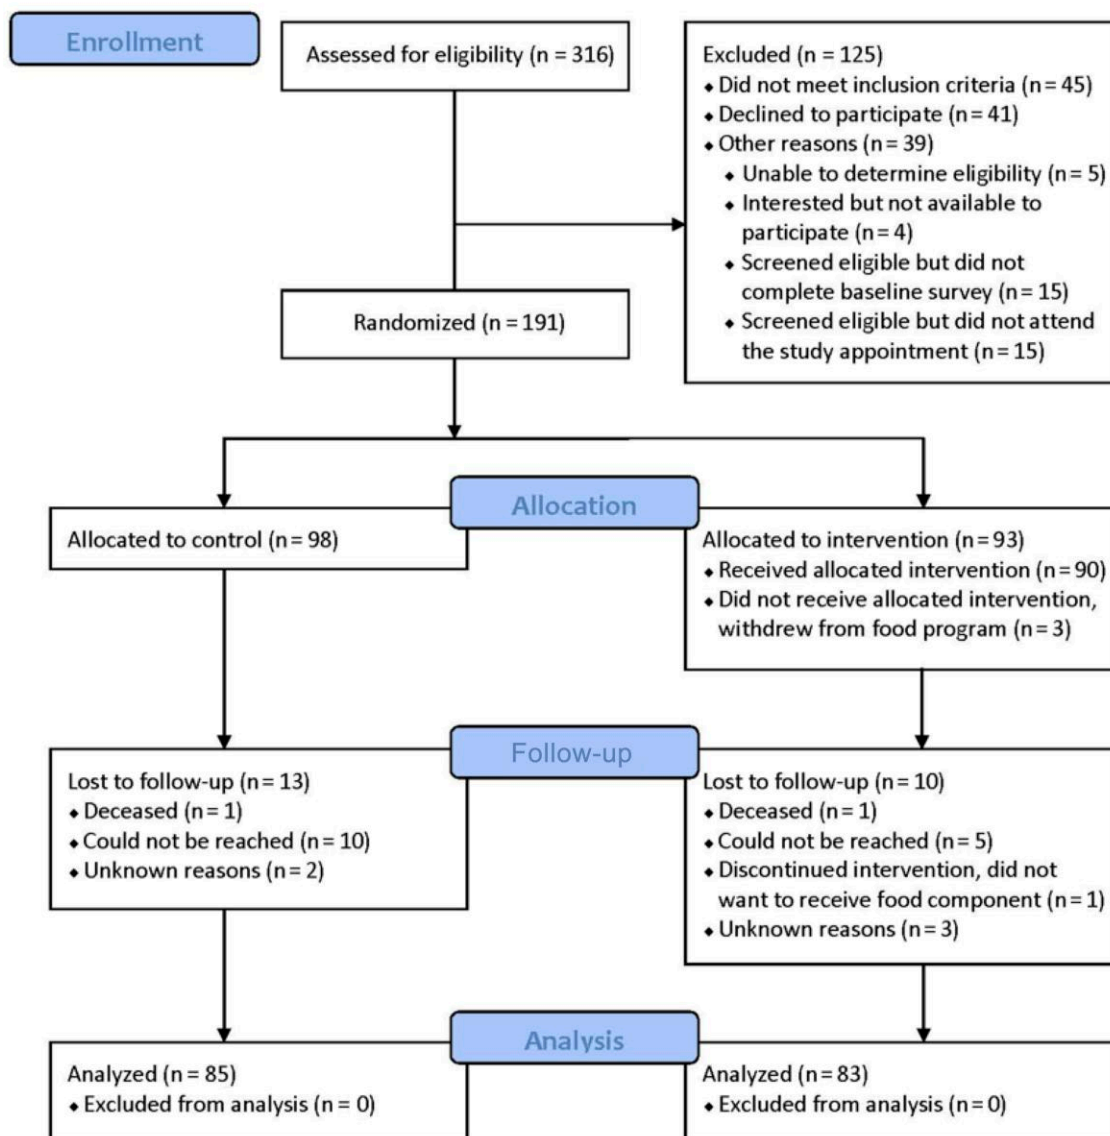 Enrollment
Assessed for eligibility (n = 316)
Excluded (n = 125)
⬥ Did not meet inclusion criteria (n = 45)
⬥ Declined to participate (n = 41)
⬥ Other reasons (n = 39)
⬥ Unable to determine eligibility (n = 5)
⬥ Interested but not available to
participate (n = 4)
⬥ Screened eligible but did not
complete baseline survey (n = 15)
⬥ Screened eligible but did not attend
the study appointment (n = 15)
Randomized (n = 191)
Allocation
Allocated to control (n = 98)
Allocated to intervention (n = 93)
⬥ Received allocated intervention (n = 90)
⬥ Did not receive allocated intervention,
withdrew from food program (n = 3)
Follow-up
Lost to follow-up (n = 13)
⬥ Deceased (n = 1)
⬥ Could not be reached (n = 10)
⬥ Unknown reasons (n = 2)
Lost to follow-up (n = 10)
⬥ Deceased (n = 1)
⬥ Could not be reached (n = 5)
⬥ Discontinued intervention, did not
want to receive food component (n = 1)
⬥ Unknown reasons (n = 3)
Analysis
Analyzed (n = 85)
⬥ Excluded from analysis (n = 0)
Analyzed (n = 83)
⬥ Excluded from analysis (n = 0)